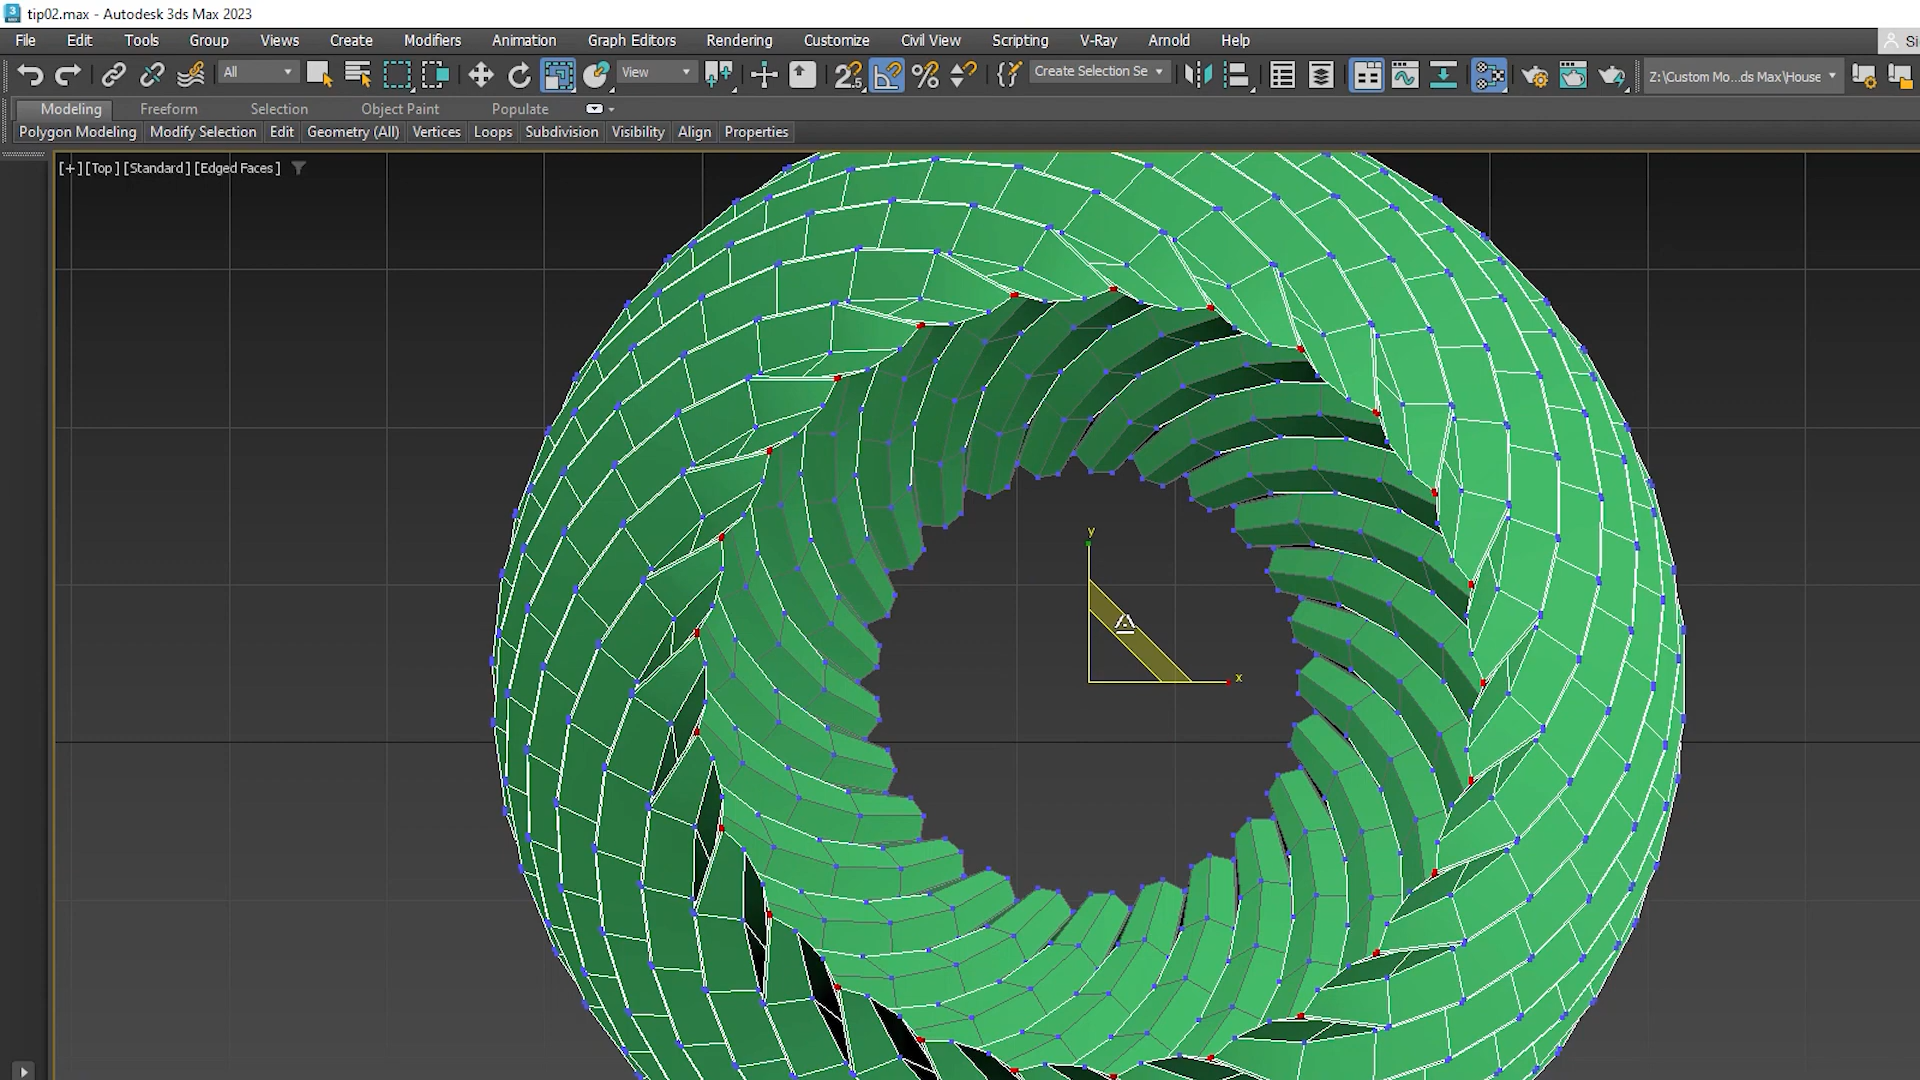 tip02.max - Autodesk 3ds Max 2023
File Edit Tools Group Views Create Modifiers Animation Graph Editors Rendering Customize Civil View Scripting V-Ray Arnold Help Si
All View 2.5 Create Selection Se Z:\Custom Mo...ds Max\House
Modeling Freeform Selection Object Paint Populate
Polygon Modeling Modify Selection Edit Geometry (All) Vertices Loops Subdivision Visibility Align Properties
[+] [Top ] [Standard ] [Edged Faces ]
y
x